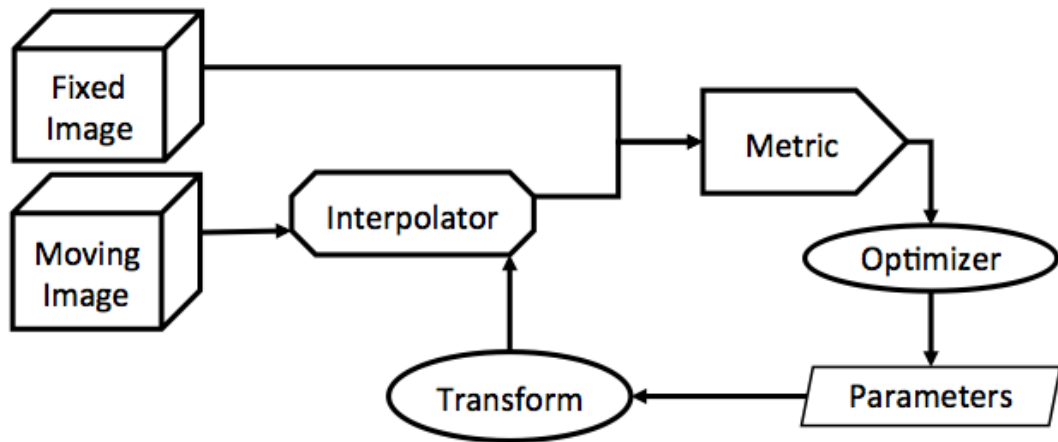 Fixed
Image
Metric
Moving
Image
Interpolator
Optimizer
Transform
Parameters